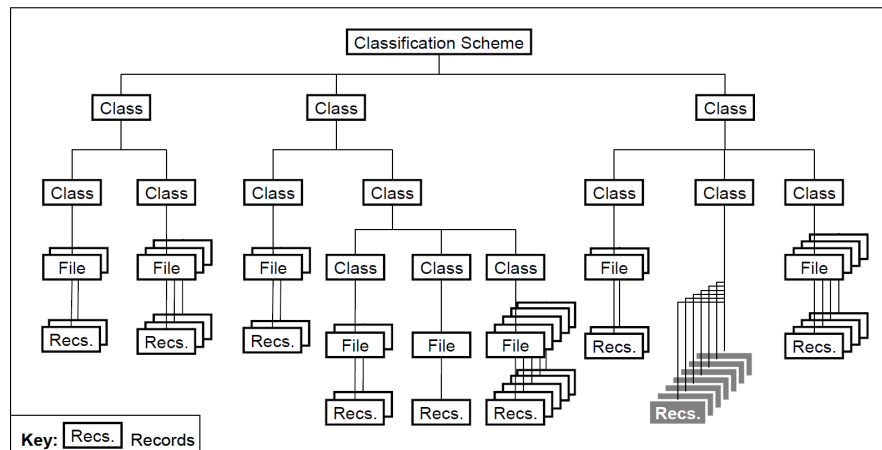 Classification Scheme
Class Class Class
Class Class Class Class Class Class Class
File File File File File
Class Class Class
Recs. Recs. Recs. Recs. Recs.
File File File
Recs. Recs. Recs. Recs.
Key: Recs. Records